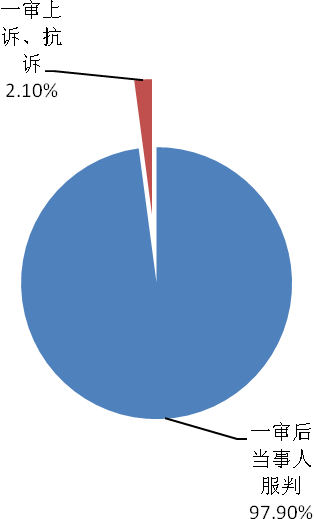 一审上
诉、抗
诉
2.10%
一审后
当事人
服判
97.90%